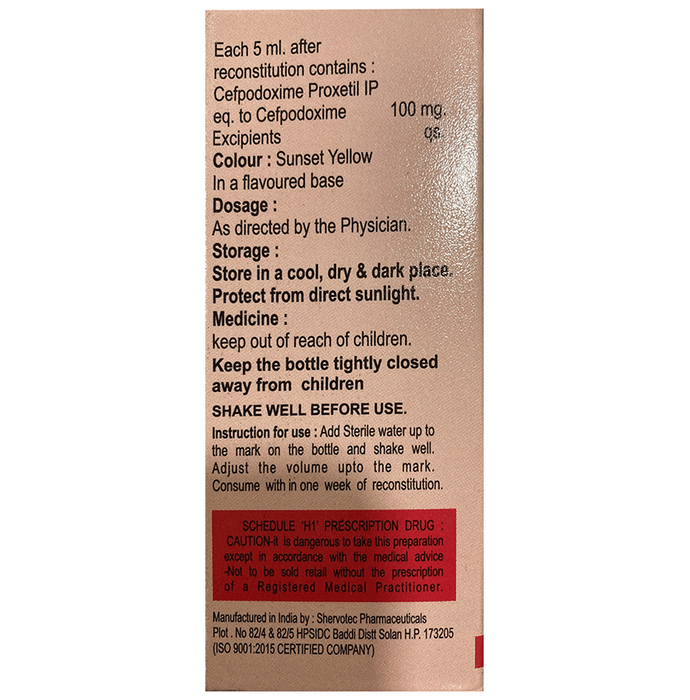 Each 5 ml. after
reconstitution contains :
Cefpodoxime Proxetil IP
eq. to Cefpodoxime 100 mg.
Excipients qs.
Colour : Sunset Yellow
In a flavoured base
Dosage :
As directed by the Physician.
Storage :
Store in a cool, dry & dark place.
Protect from direct sunlight.
Medicine :
keep out of reach of children.
Keep the bottle tightly closed
away from children
SHAKE WELL BEFORE USE.
Instruction for use : Add Sterile water up to
the mark on the bottle and shake well.
Adjust the volume upto the mark.
Consume with in one week of reconstitution.
SCHEDULE 'H1' PRESCRIPTION DRUG :
CAUTION-it is dangerous to take this preparation
except in accordance with the medical advice
-Not to be sold retail without the prescription
of a Registered Medical Practitioner.
Manufactured in India by : Shervotec Pharmaceuticals
Plot . No 82/4 & 82/5 HPSIDC Baddi Distt Solan H.P. 173205
(ISO 9001:2015 CERTIFIED COMPANY)